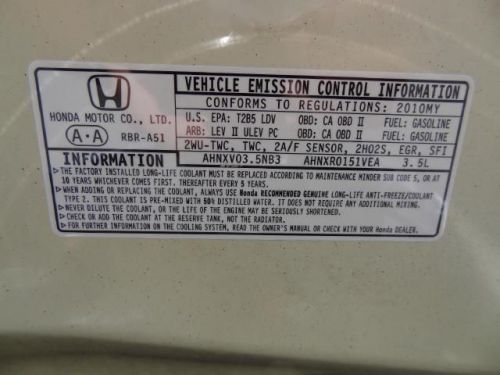 VEHICLE EMISSION CONTROL INFORMATION
CONFORMS TO REGULATIONS: 2010MY
HONDA MOTOR CO., LTD.
A·A RBR-A51
U.S. EPA: T2B5 LDV OBD: CA OBD II FUEL: GASOLINE
ARB: LEV II ULEV PC OBD: CA OBD II FUEL: GASOLINE
2WU-TWC, TWC, 2A/F SENSOR, 2HO2S, EGR, SFI
AHNXV03.5NB3 AHNXR0151VEA 3.5L
INFORMATION
▶THE FACTORY INSTALLED LONG-LIFE COOLANT MUST BE REPLACED ACCORDING TO MAINTENANCE MINDER SUB CODE 5, OR AT
10 YEARS WHICHEVER COMES FIRST. THEREAFTER EVERY 5 YEARS.
▶WHEN ADDING OR REPLACING THE COOLANT, ALWAYS USE Honda RECOMMENDED GENUINE LONG-LIFE ANTI-FREEZE/COOLANT
TYPE 2. THIS COOLANT IS PRE-MIXED WITH 50% DISTILLED WATER. IT DOES NOT REQUIRE ANY ADDITIONAL MIXING.
▶NEVER DILUTE THE COOLANT, OR THE LIFE OF THE ENGINE MAY BE SERIOUSLY SHORTENED.
▶CHECK OR ADD THE COOLANT AT THE RESERVE TANK, NOT THE RADIATOR.
▶FOR FURTHER INFORMATION ON THE COOLING SYSTEM, READ THE OWNER'S MANUAL OR CHECK WITH YOUR Honda DEALER.